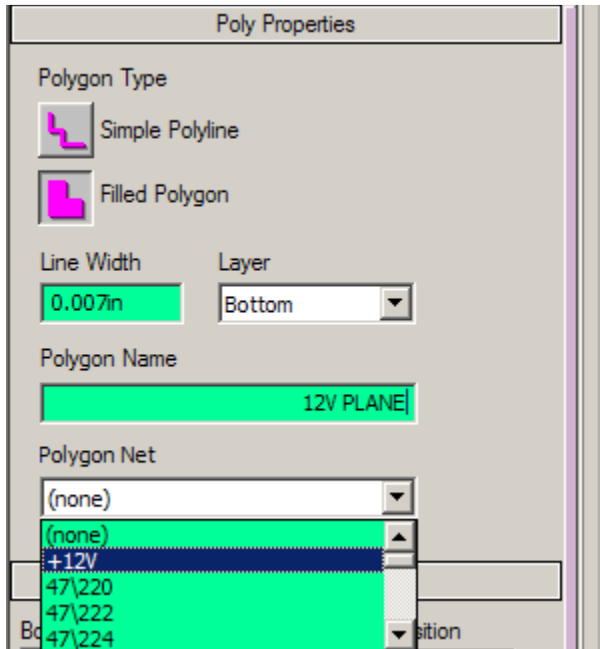 Poly Properties
Polygon Type
Simple Polyline
Filled Polygon
Line Width Layer
0.007in Bottom
Polygon Name
12V PLANE
Polygon Net
(none)
(none)
+12V
47\220
47\222
47\224